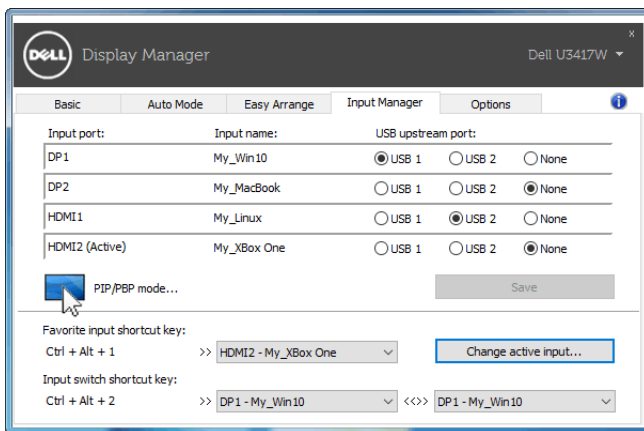 x
DELL Display Manager Dell U3417W
Basic Auto Mode Easy Arrange Input Manager Options i
Input port: Input name: USB upstream port:
DP1 My_Win10 USB 1 USB 2 None
DP2 My_MacBook USB 1 USB 2 None
HDMI1 My_Linux USB 1 USB 2 None
HDMI2 (Active) My_XBox One USB 1 USB 2 None
PIP/PBP mode... Save
Favorite input shortcut key:
Ctrl + Alt + 1 >> HDMI2 - My_XBox One Change active input...
Input switch shortcut key:
Ctrl + Alt + 2 >> DP1 - My_Win10 <<>> DP1 - My_Win10